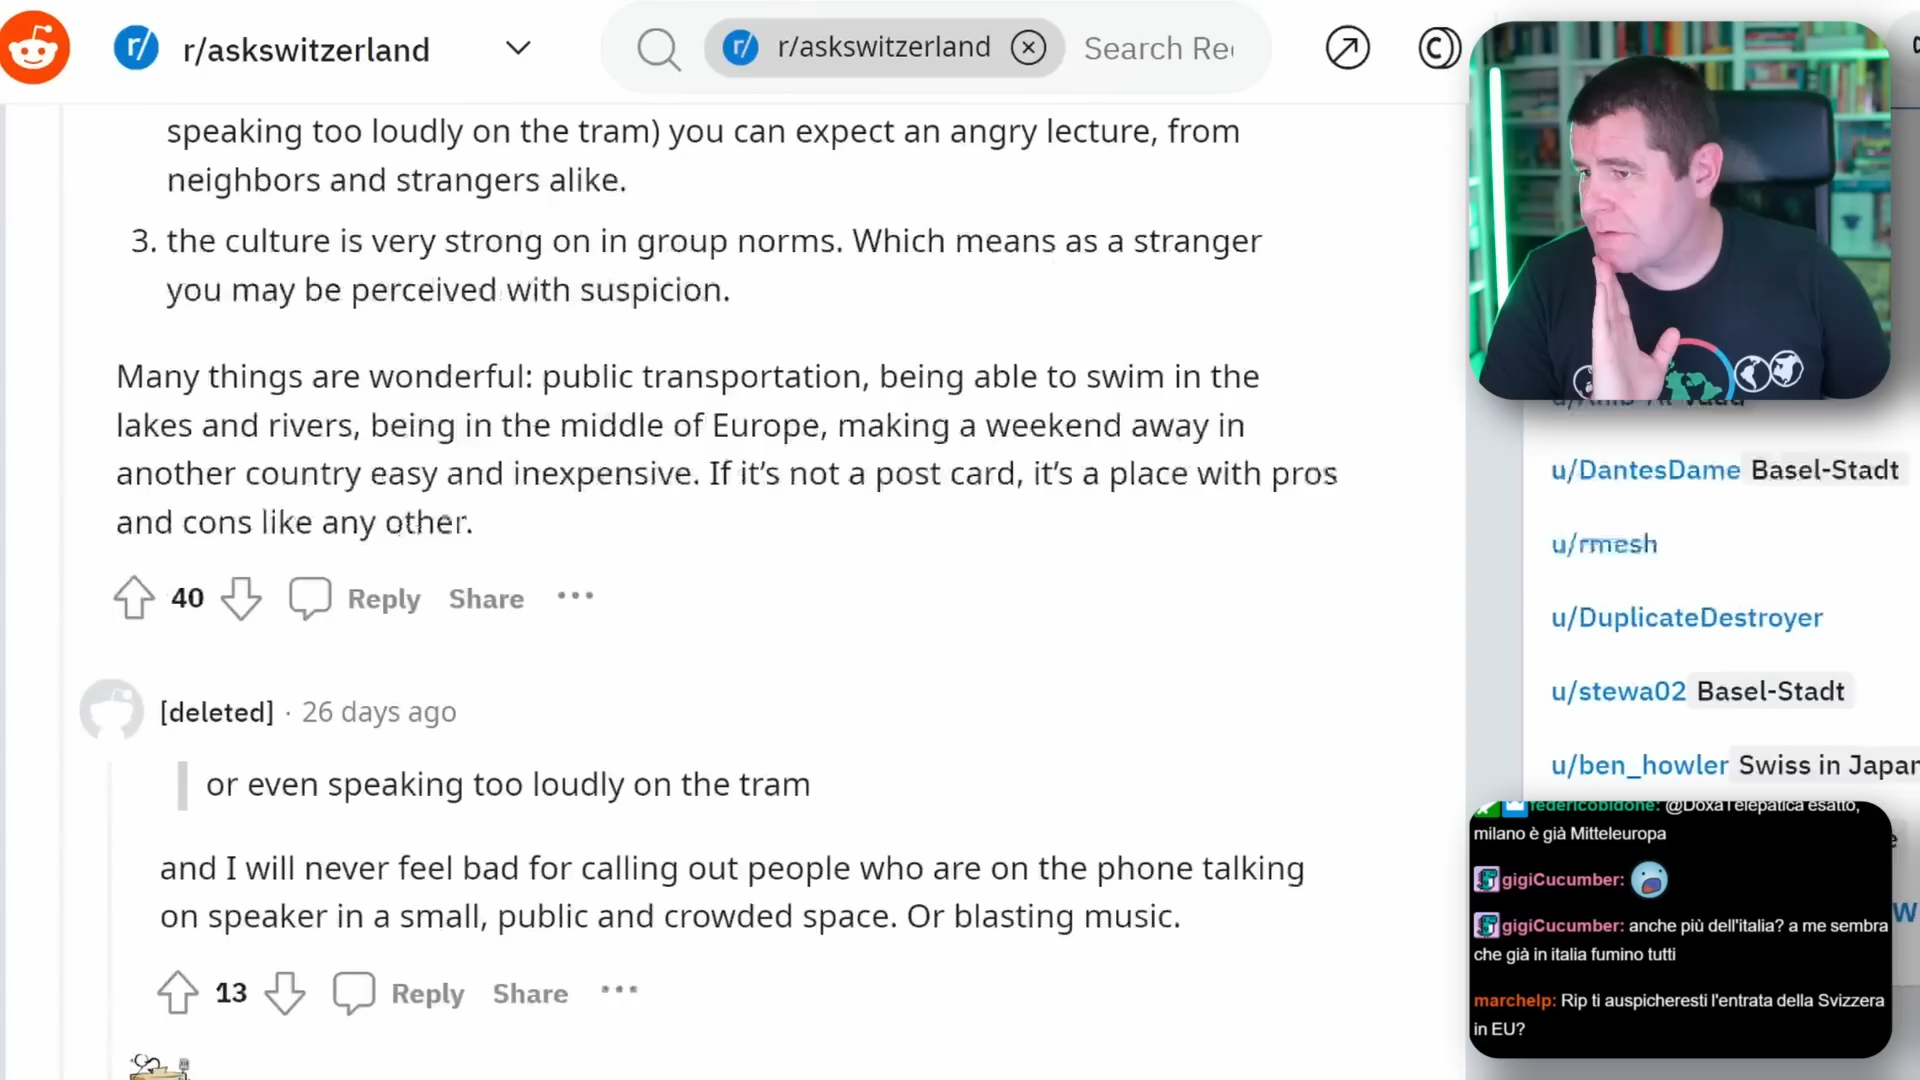 r/ r/askswitzerland
r/ r/askswitzerland Search Re
speaking too loudly on the tram) you can expect an angry lecture, from
neighbors and strangers alike.
3. the culture is very strong on in group norms. Which means as a stranger
you may be perceived with suspicion.
Many things are wonderful: public transportation, being able to swim in the
lakes and rivers, being in the middle of Europe, making a weekend away in
another country easy and inexpensive. If it's not a post card, it's a place with pros
and cons like any other.
40 Reply Share ...
[deleted] · 26 days ago
or even speaking too loudly on the tram
and I will never feel bad for calling out people who are on the phone talking
on speaker in a small, public and crowded space. Or blasting music.
13 Reply Share ...
u/DantesDame Basel-Stadt
u/rmesh
u/DuplicateDestroyer
u/stewa02 Basel-Stadt
u/ben_howler Swiss in Japan
federicobidone: @DoxaTelepatica esatto,
milano è già Mitteleuropa
gigiCucumber:
gigiCucumber: anche più dell'italia? a me sembra
che già in italia fumino tutti
marchelp: Rip ti auspicheresti l'entrata della Svizzera
in EU?